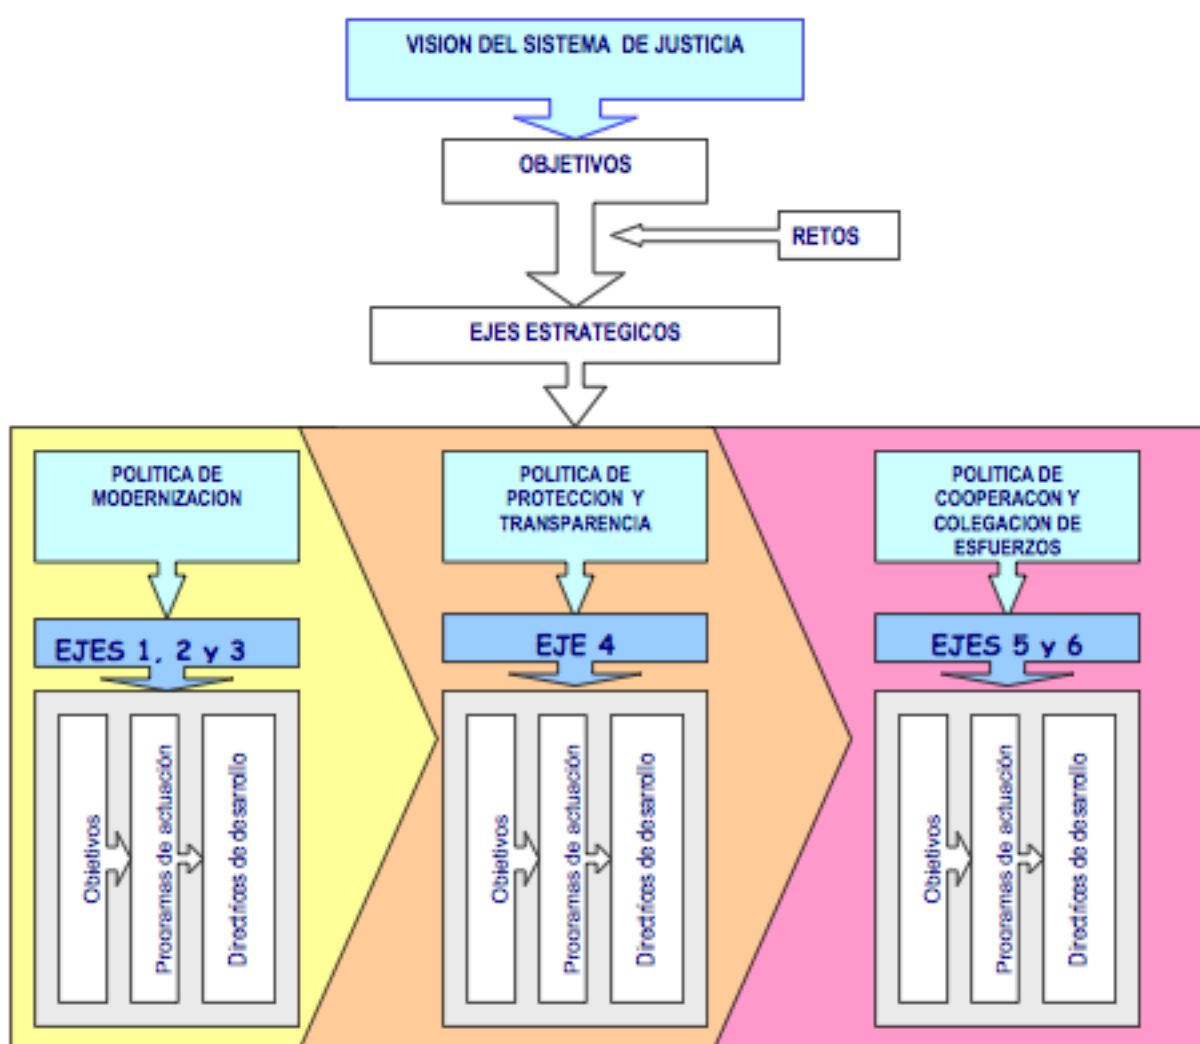 VISION DEL SISTEMA DE JUSTICIA
OBJETIVOS
RETOS
EJES ESTRATEGICOS
POLITICA DE
MODERNIZACION
EJES 1, 2 y 3
Objetivos
Programas de actuación
Directrices de desarrollo
POLITICA DE
PROTECCION Y
TRANSPARENCIA
EJE 4
Objetivos
Programas de actuación
Directrices de desarrollo
POLITICA DE
COOPERACON Y
COLEGACION DE
ESFUERZOS
EJES 5 y 6
Objetivos
Programas de actuación
Directrices de desarrollo